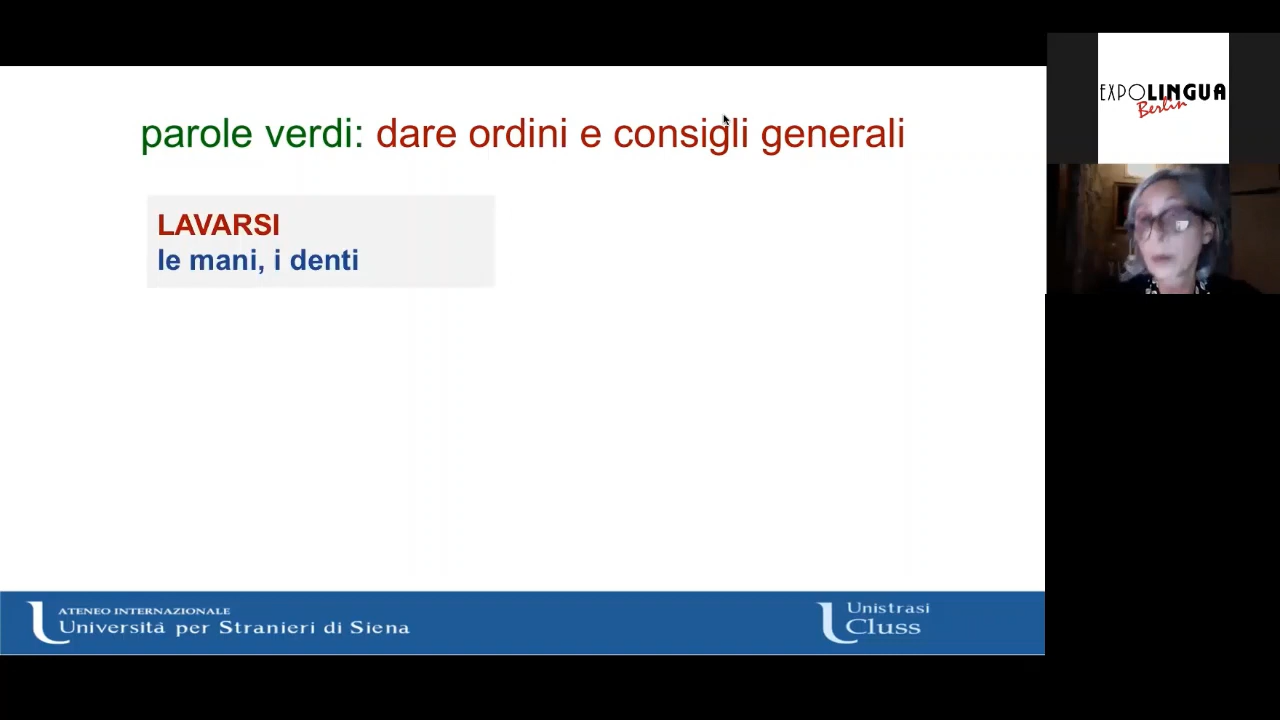 parole verdi: dare ordini e consigli generali
LAVARSI
le mani, i denti
EXPOLINGUA
Berlin
ATENEO INTERNAZIONALE
Università per Stranieri di Siena
Unistrasi
Cluss